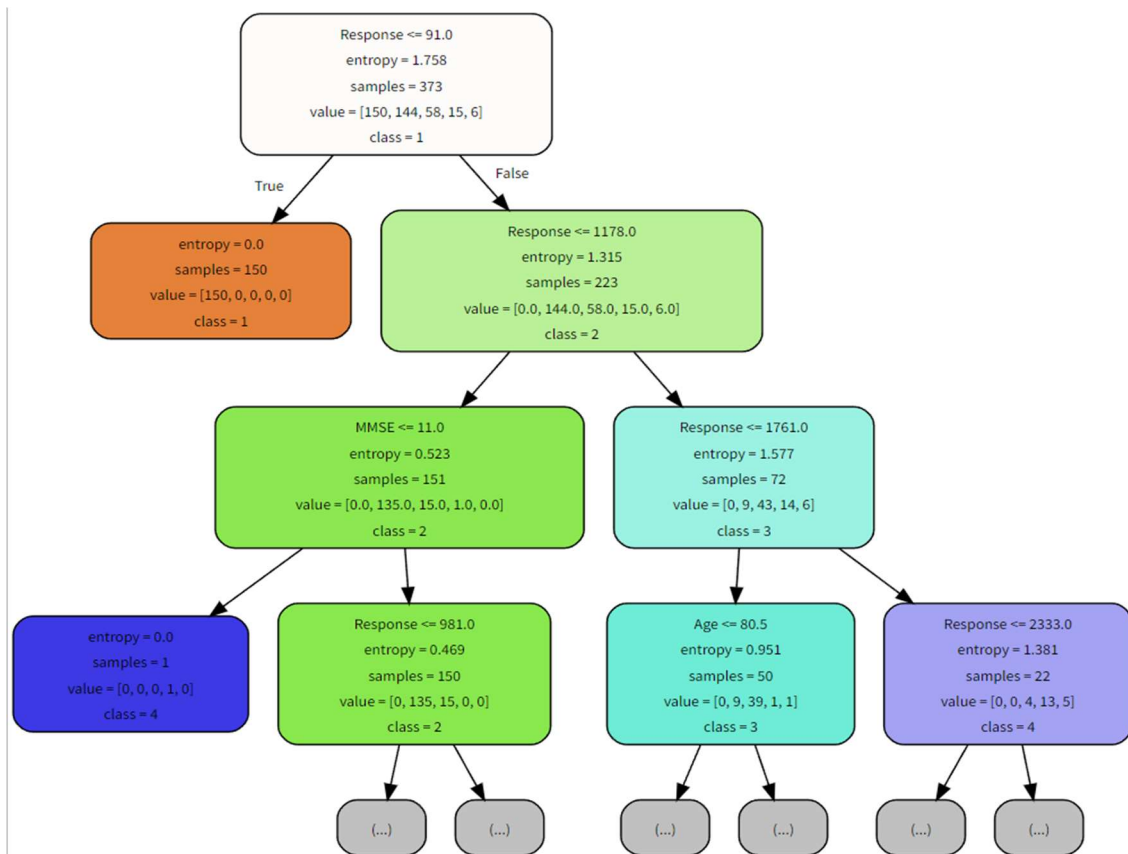 Response <= 91.0
entropy = 1.758
samples = 373
value = [150, 144, 58, 15, 6]
class = 1
True
False
entropy = 0.0
samples = 150
value = [150, 0, 0, 0, 0]
class = 1
Response <= 1178.0
entropy = 1.315
samples = 223
value = [0.0, 144.0, 58.0, 15.0, 6.0]
class = 2
MMSE <= 11.0
entropy = 0.523
samples = 151
value = [0.0, 135.0, 15.0, 1.0, 0.0]
class = 2
Response <= 1761.0
entropy = 1.577
samples = 72
value = [0, 9, 43, 14, 6]
class = 3
entropy = 0.0
samples = 1
value = [0, 0, 0, 1, 0]
class = 4
Response <= 981.0
entropy = 0.469
samples = 150
value = [0, 135, 15, 0, 0]
class = 2
Age <= 80.5
entropy = 0.951
samples = 50
value = [0, 9, 39, 1, 1]
class = 3
Response <= 2333.0
entropy = 1.381
samples = 22
value = [0, 0, 4, 13, 5]
class = 4
(...)
(...)
(...)
(...)
(...)
(...)